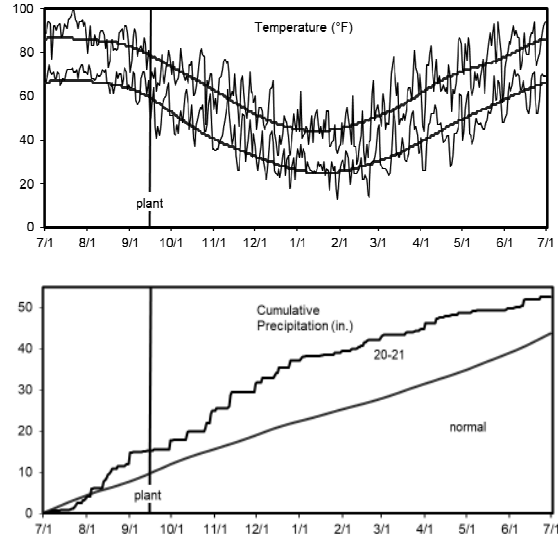 100
Temperature (°F)
80
60
40
20
plant
0
7/1 8/1 9/1 10/1 11/1 12/1 1/1 2/1 3/1 4/1 5/1 6/1 7/1
50
Cumulative
Precipitation (in.)
40
20-21
30
normal
20
10
plant
0
7/1 8/1 9/1 10/1 11/1 12/1 1/1 2/1 3/1 4/1 5/1 6/1 7/1